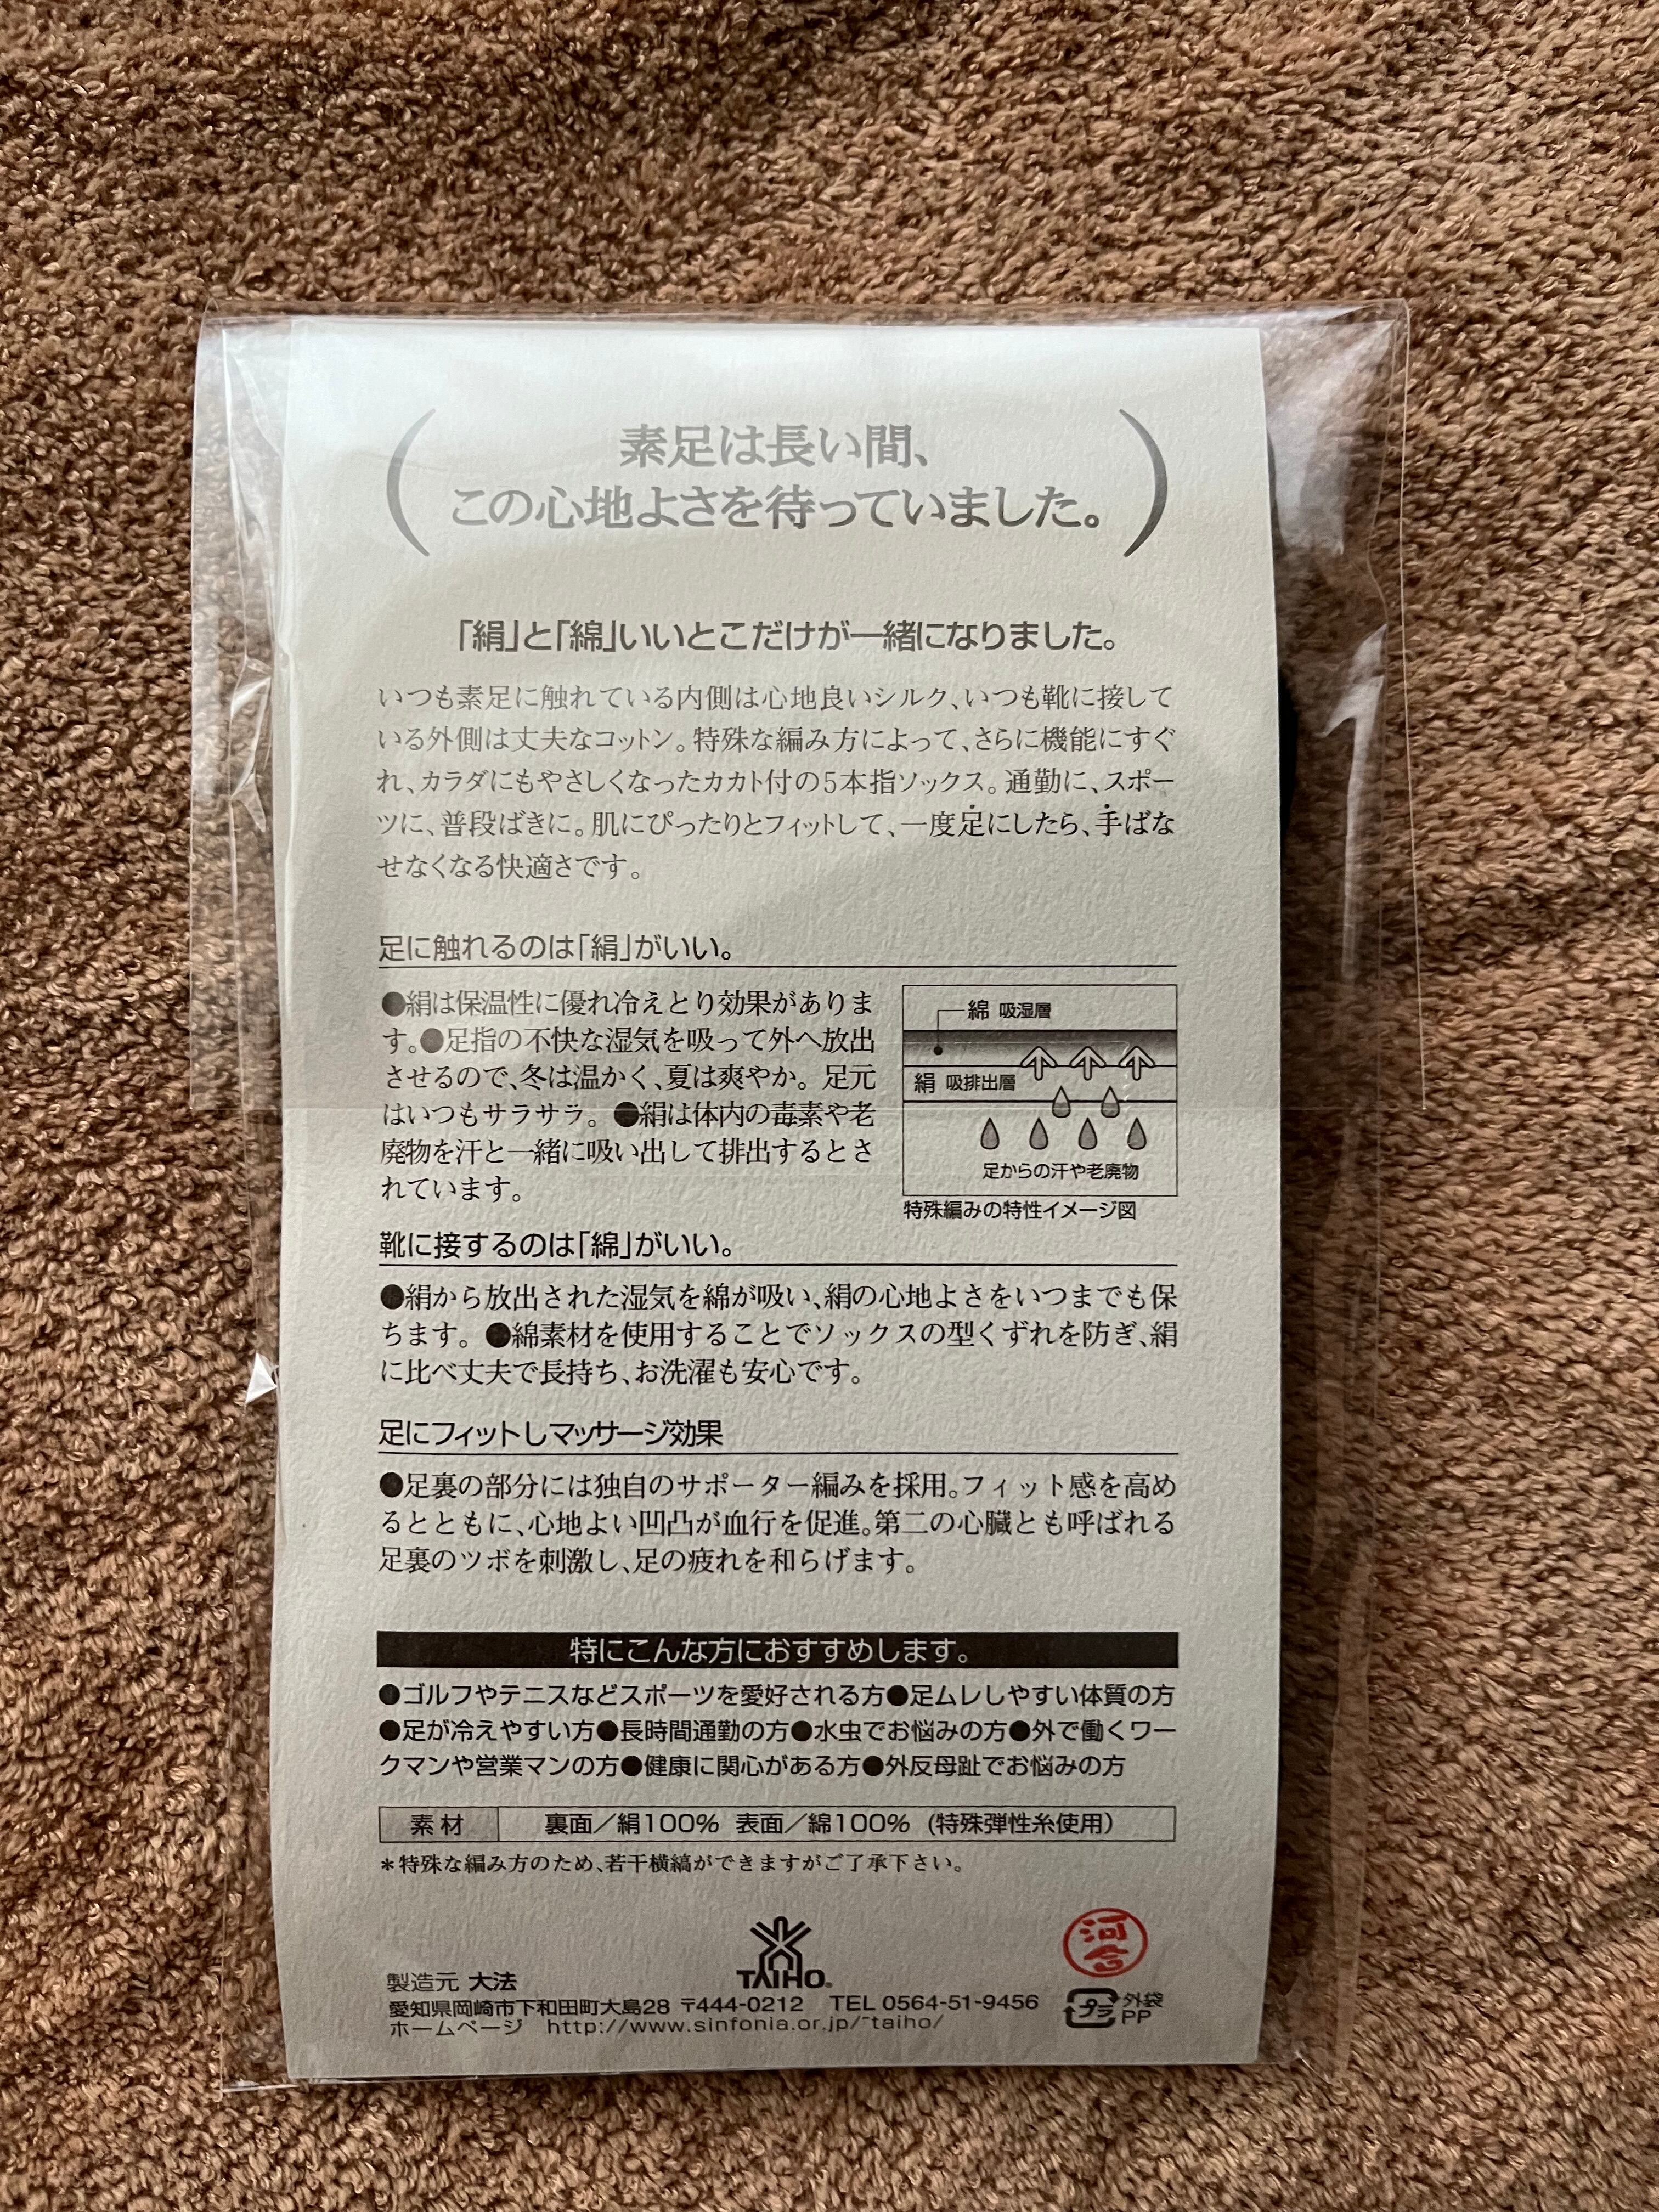 素足は長い間、
この心地よさを待っていました。
「絹」と「綿」いいとこだけが一緒になりました。
いつも素足に触れている内側は心地良いシルク、いつも靴に接して
いる外側は丈夫なコットン。特殊な編み方によって、さらに機能にすぐ
れ、カラダにもやさしくなったカカト付の5本指ソックス。通勤に、スポー
ツに、普段ばきに。肌にぴったりとフィットして、一度足にしたら、手ばな
せなくなる快適さです。
足に触れるのは「絹」がいい。
●絹は保温性に優れ冷えとり効果がありま
す。●足指の不快な湿気を吸って外へ放出
させるので、冬は温かく、夏は爽やか。足元
はいつもサラサラ。●絹は体内の毒素や老
廃物を汗と一緒に吸い出して排出するとさ
れています。
綿 吸湿層
絹 吸排出層
足からの汗や老廃物
特殊編みの特性イメージ図
靴に接するのは「綿」がいい。
●絹から放出された湿気を綿が吸い、絹の心地よさをいつまでも保
ちます。●綿素材を使用することでソックスの型くずれを防ぎ、絹
に比べ丈夫で長持ち、お洗濯も安心です。
足にフィットしマッサージ効果
●足裏の部分には独自のサポーター編みを採用。フィット感を高め
るとともに、心地よい凹凸が血行を促進。第二の心臓とも呼ばれる
足裏のツボを刺激し、足の疲れを和らげます。
特にこんな方におすすめします。
●ゴルフやテニスなどスポーツを愛好される方●足ムレしやすい体質の方
●足が冷えやすい方●長時間通勤の方●水虫でお悩みの方●外で働くワー
クマンや営業マンの方●健康に関心がある方●外反母趾でお悩みの方
素材 裏面／絹100% 表面／綿100% (特殊弾性糸使用)
＊特殊な編み方のため、若干横縞ができますがご了承下さい。
TAIHO®
河合
製造元 大法
愛知県岡崎市下和田町大島28 〒444-0212 TEL 0564-51-9456
ホームページ http://www.sinfonia.or.jp/~taiho/
プラ 外袋
PP